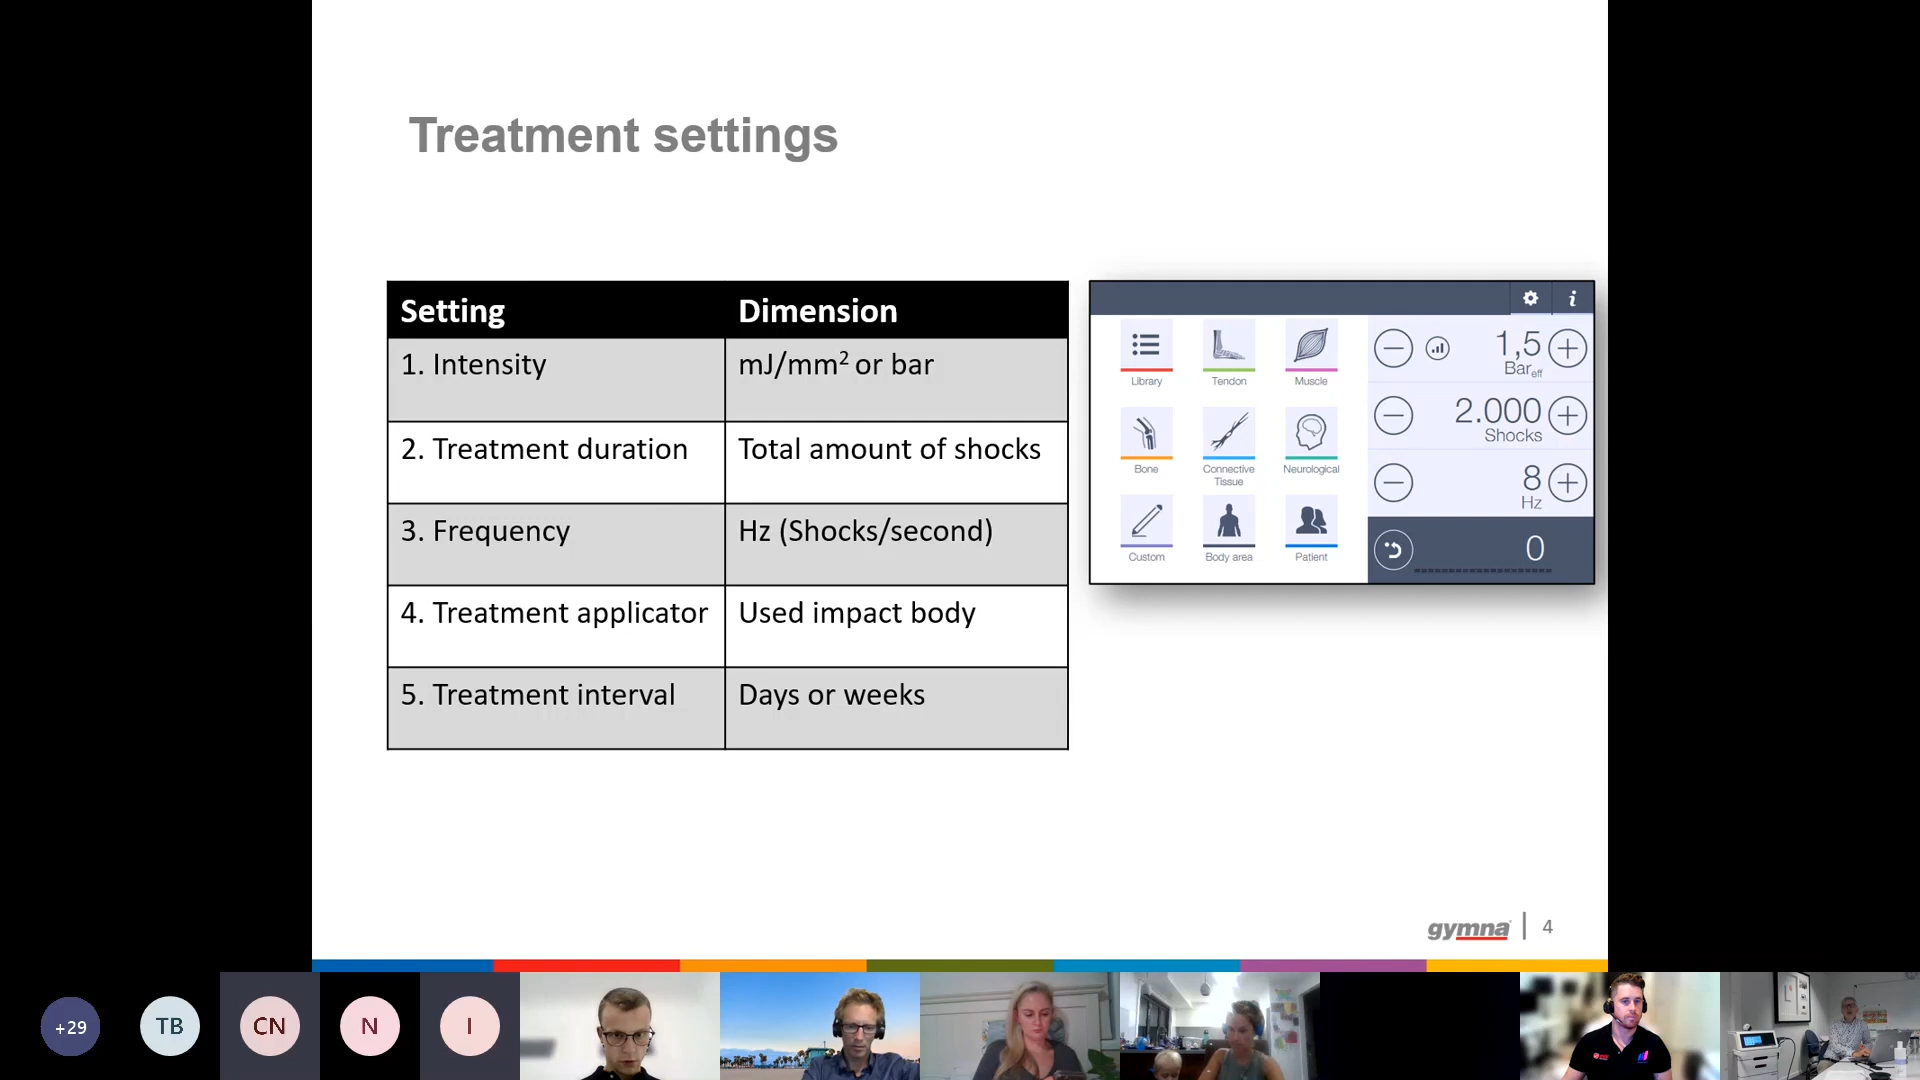 Treatment settings
Setting Dimension
1. Intensity mJ/mm² or bar
2. Treatment duration Total amount of shocks
3. Frequency Hz (Shocks/second)
4. Treatment applicator Used impact body
5. Treatment interval Days or weeks
i
Library Tendon Muscle
Bone Connective Tissue Neurological
Custom Body area Patient
1,5
Bar eff
2.000
Shocks
8
Hz
0
gymna | 4
+29 TB CN N I